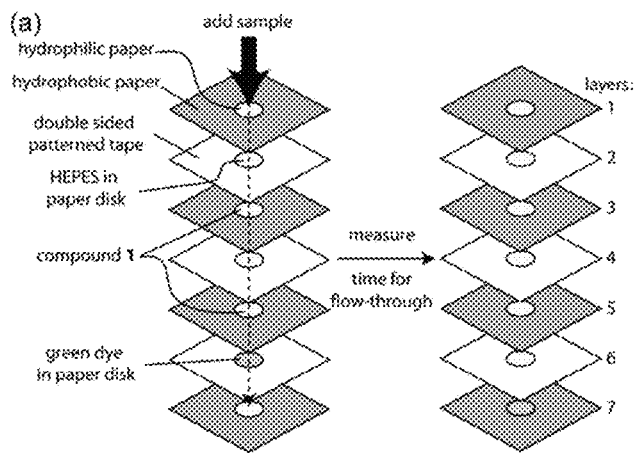 (a)
add sample
hydrophilic paper
hydrophobic paper
double sided
patterned tape
HEPES in
paper disk
compound 1
green dye
in paper disk
measure
time for
flow-through
layers:
1
2
3
4
5
6
7